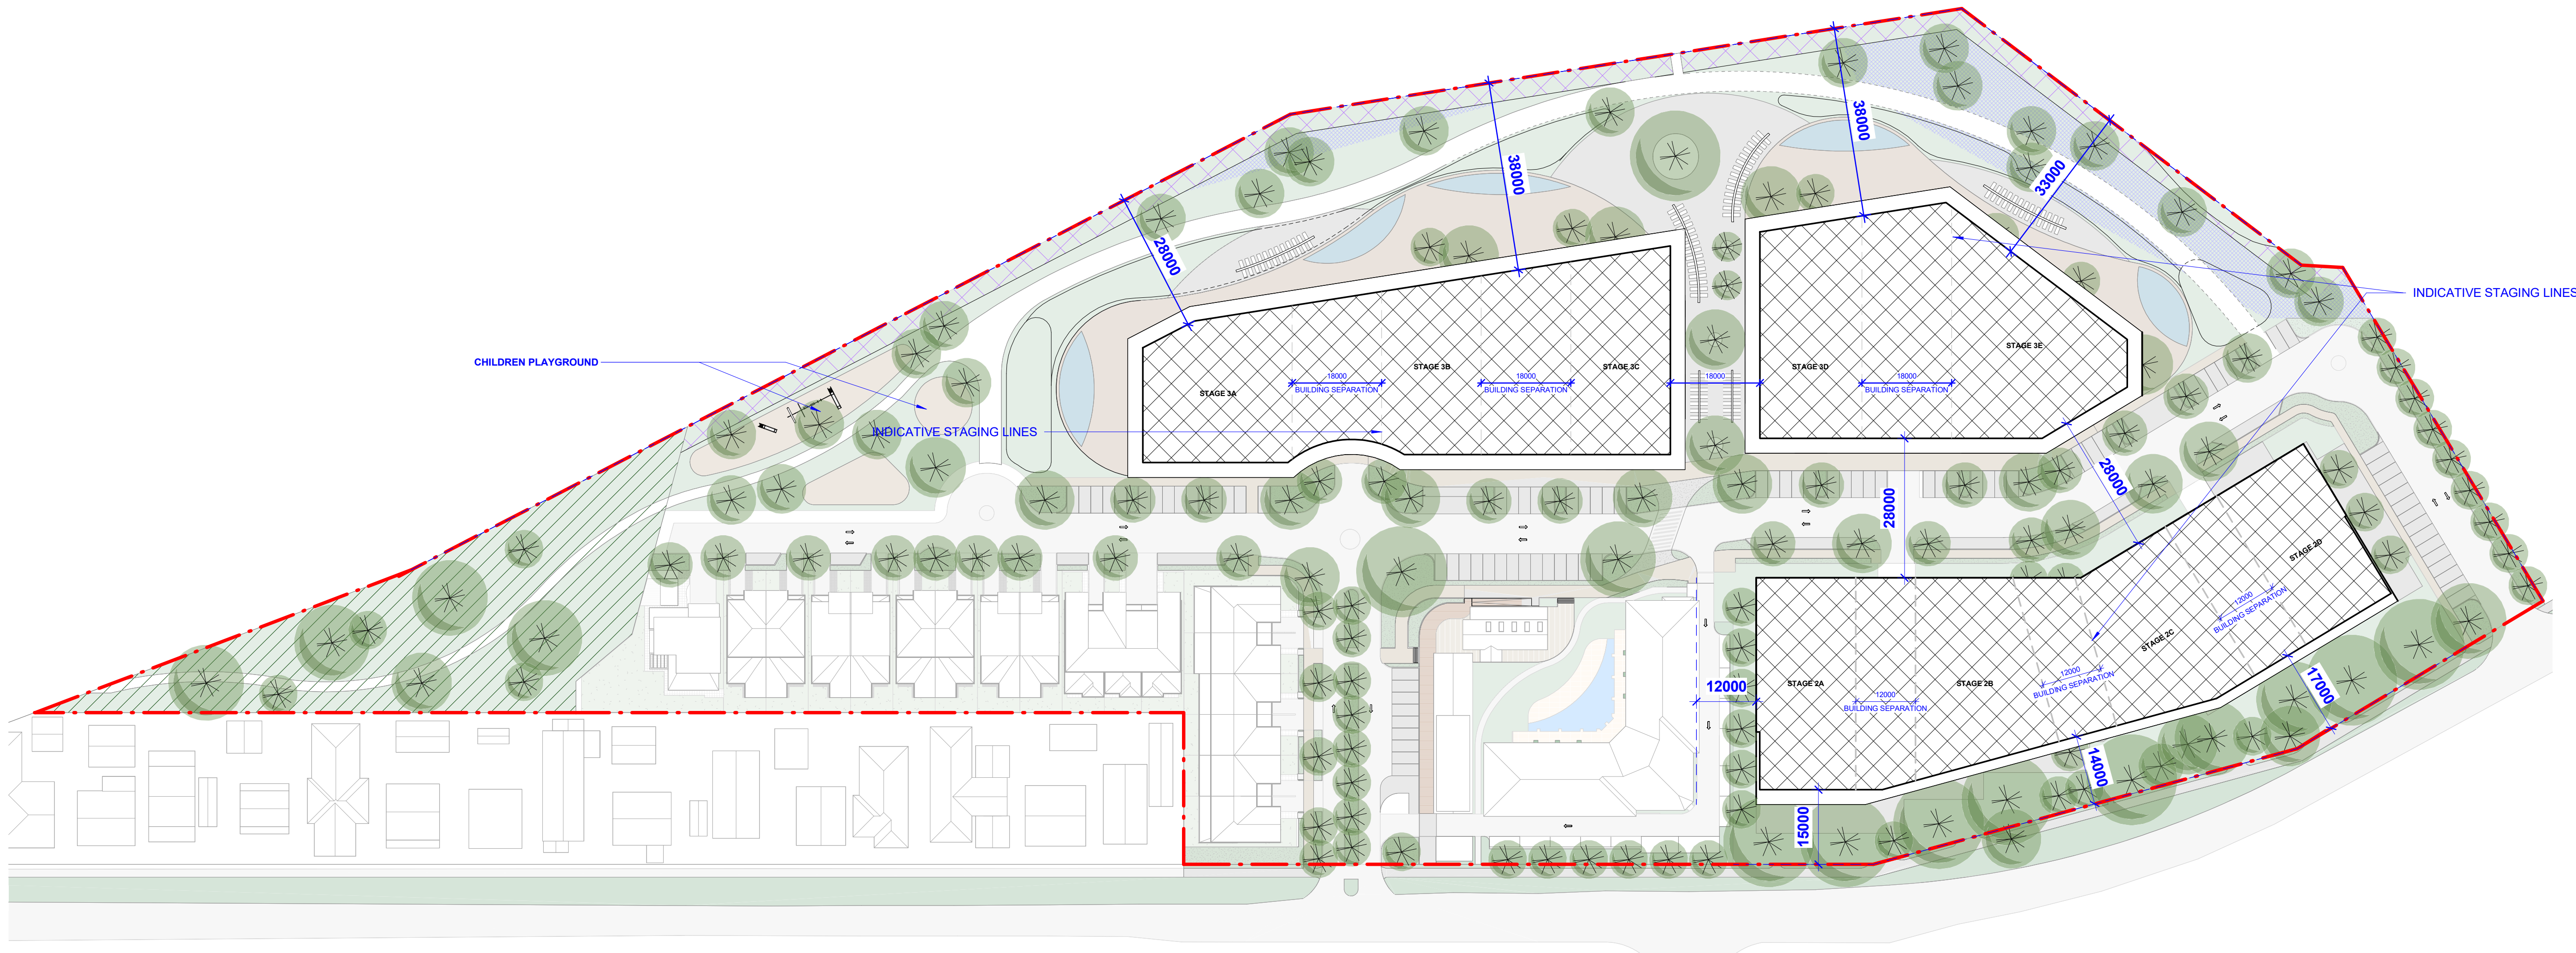 38000
38000
33000
28000
INDICATIVE STAGING LINES
CHILDREN PLAYGROUND
STAGE 3A
18000
BUILDING SEPARATION
STAGE 3B
18000
BUILDING SEPARATION
STAGE 3C
18000
STAGE 3D
18000
BUILDING SEPARATION
STAGE 3E
INDICATIVE STAGING LINES
28000
28000
12000
STAGE 2A
12000
BUILDING SEPARATION
STAGE 2B
12000
BUILDING SEPARATION
STAGE 2C
12000
BUILDING SEPARATION
STAGE 2D
17000
14000
15000